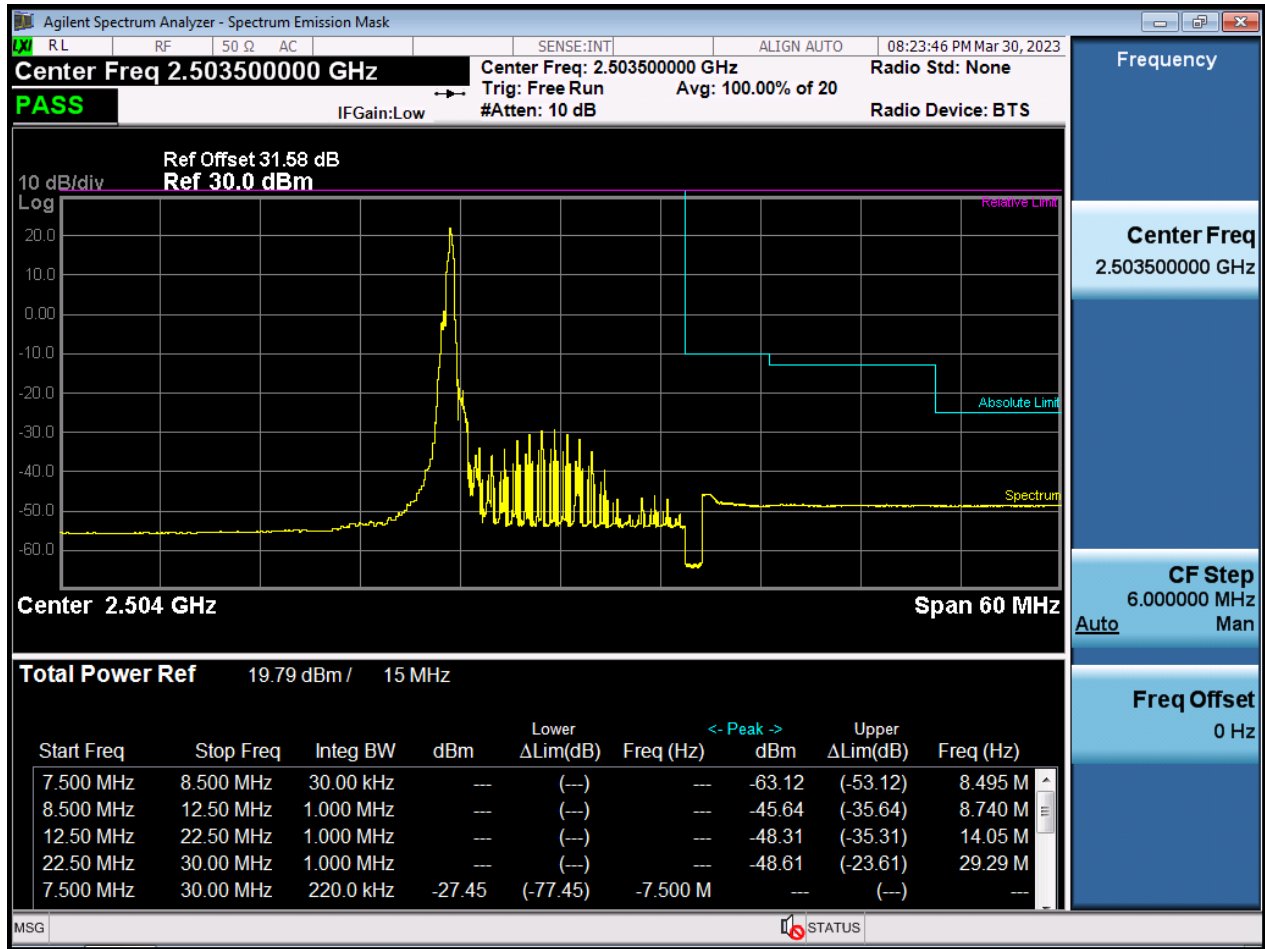 Agilent Spectrum Analyzer - Spectrum Emission Mask
LXI RL RF 50 Ω AC SENSE:INT ALIGN AUTO 08:23:46 PM Mar 30, 2023
Center Freq 2.503500000 GHz
Center Freq: 2.503500000 GHz
Radio Std: None
Trig: Free Run Avg: 100.00% of 20
PASS
IFGain:Low
#Atten: 10 dB
Radio Device: BTS
Ref Offset 31.58 dB
10 dB/div Ref 30.0 dBm
Log
Relative Limit
20.0
10.0
0.00
-10.0
-20.0
Absolute Limit
-30.0
-40.0
Spectrum
-50.0
-60.0
Center 2.504 GHz Span 60 MHz
Total Power Ref 19.79 dBm / 15 MHz
Lower <- Peak -> Upper
Start Freq Stop Freq Integ BW dBm ΔLim(dB) Freq (Hz) dBm ΔLim(dB) Freq (Hz)
7.500 MHz 8.500 MHz 30.00 kHz --- (---) --- -63.12 (-53.12) 8.495 M
8.500 MHz 12.50 MHz 1.000 MHz --- (---) --- -45.64 (-35.64) 8.740 M
12.50 MHz 22.50 MHz 1.000 MHz --- (---) --- -48.31 (-35.31) 14.05 M
22.50 MHz 30.00 MHz 1.000 MHz --- (---) --- -48.61 (-23.61) 29.29 M
7.500 MHz 30.00 MHz 220.0 kHz -27.45 (-77.45) -7.500 M --- (---) ---
MSG STATUS
Frequency
Center Freq
2.503500000 GHz
CF Step
6.000000 MHz
Auto Man
Freq Offset
0 Hz